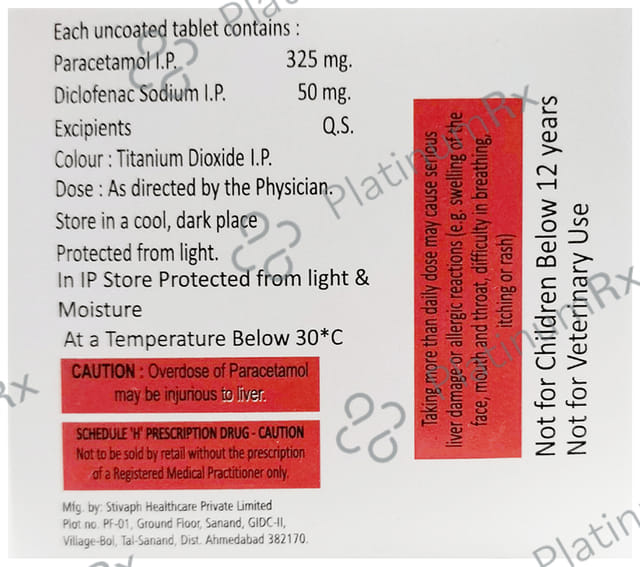 Each uncoated tablet contains :
Paracetamol I.P. 325 mg.
Diclofenac Sodium I.P. 50 mg.
Excipients Q.S.
Colour : Titanium Dioxide I.P.
Dose : As directed by the Physician.
Store in a cool, dark place
Protected from light.
In IP Store Protected from light &
Moisture
At a Temperature Below 30*C
CAUTION : Overdose of Paracetamol
may be injurious to liver.
SCHEDULE 'H' PRESCRIPTION DRUG - CAUTION
Not to be sold by retail without the prescription
of a Registered Medical Practitioner only.
Mfg. by: Stivaph Healthcare Private Limited
Plot no. PF-01, Ground Floor, Sanand, GIDC-II,
Village-Bol, Tal-Sanand, Dist. Ahmedabad 382170.
Taking more than daily dose may cause serious
liver damage or allergic reactions (e.g. swelling of the
face, mouth and throat, difficulty in breathing,
itching or rash)
Not for Children Below 12 years
Not for Veterinary Use
PlatinumRx
PlatinumRx
PlatinumRx
Rx
Platin